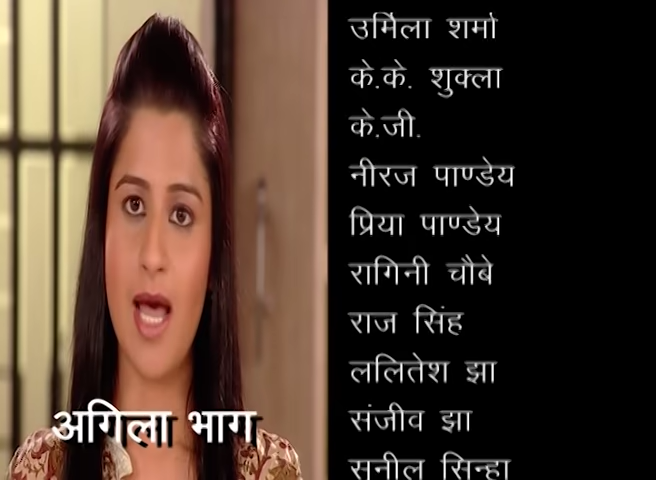 उर्मिला शर्मा
के.के. शुक्ला
के.जी.
नीरज पाण्डेय
प्रिया पाण्डेय
रागिनी चौबे
राज सिंह
ललितेश झा
संजीव झा
सुनील सिन्हा
अगिला भाग